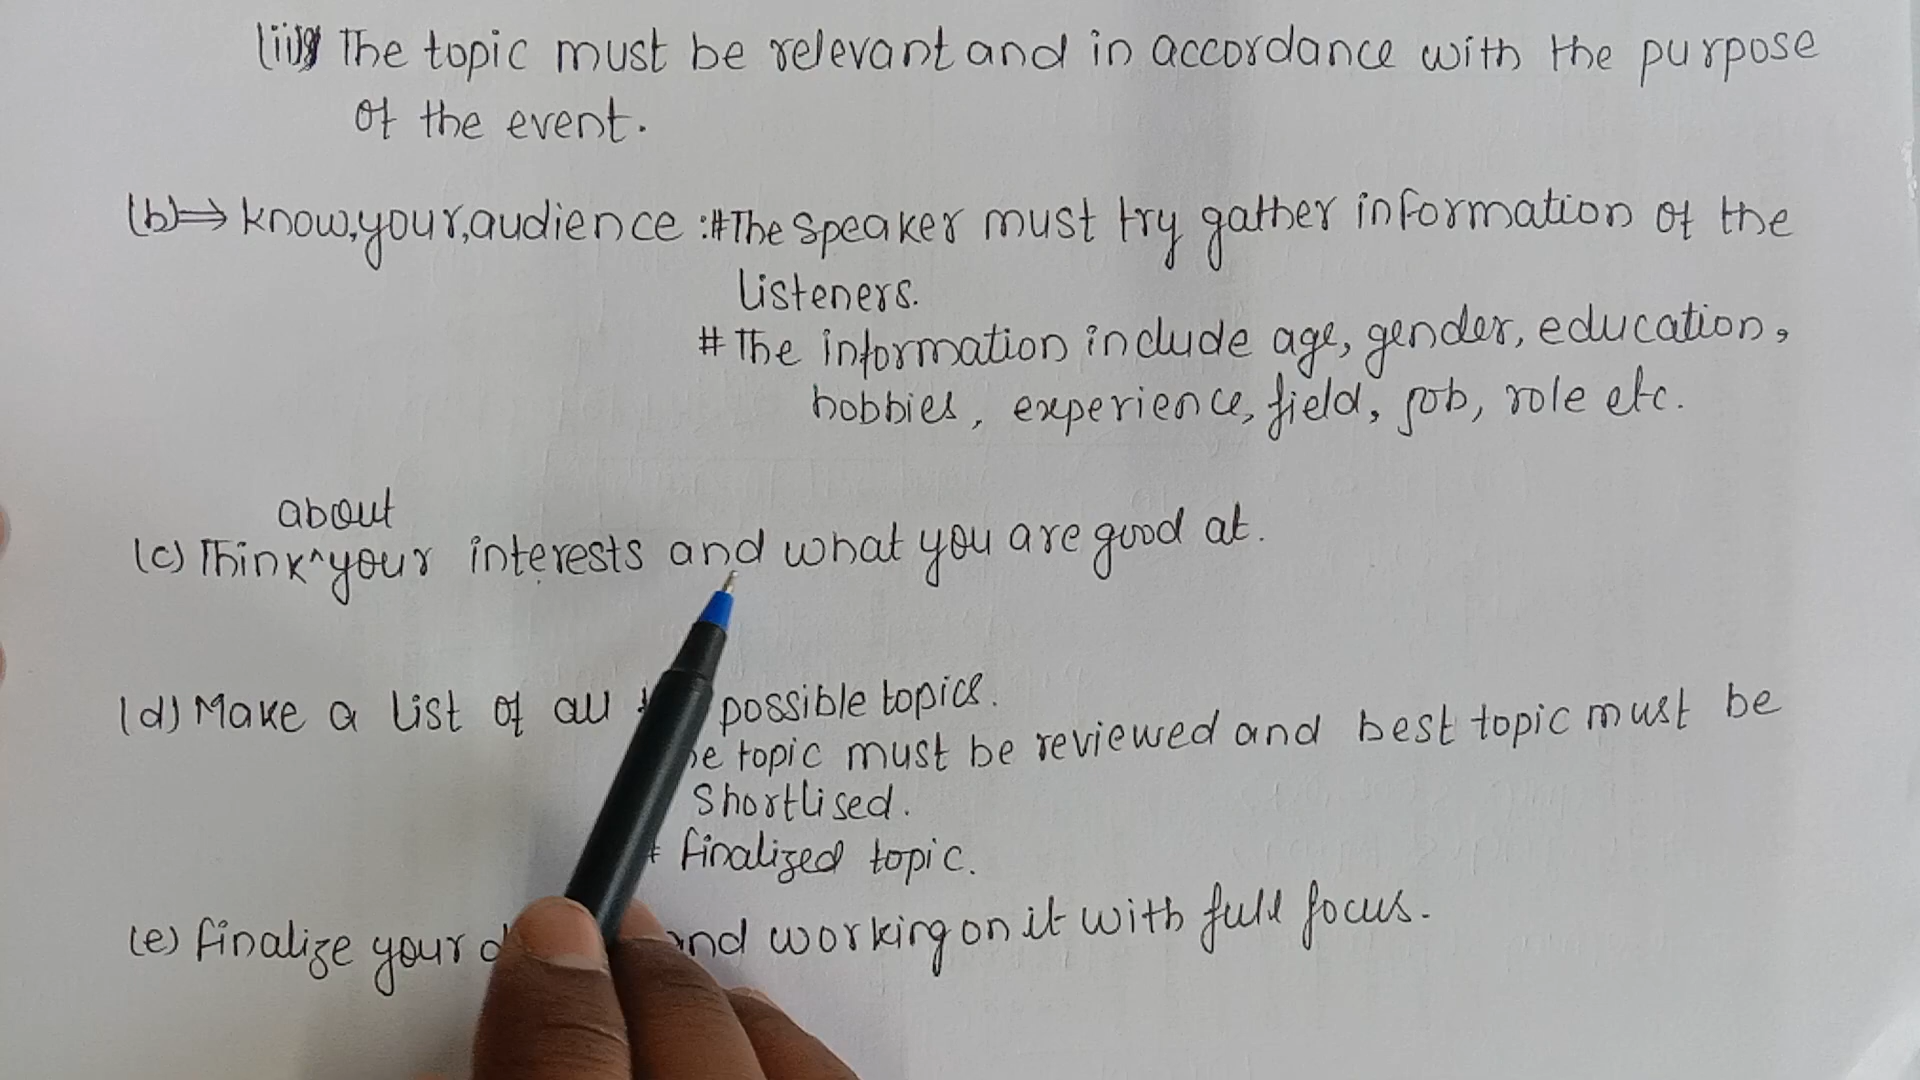 (iii) The topic must be relevant and in accordance with the purpose
of the event.
(b)⇒ know,your,audience :#The speaker must try gather information of the
Listeners.
# The information include age, gender, education,
hobbies, experience, field, job, role etc.
about
(c) Think^your interests and what you are good at.
(d) Make a list of all possible topics.
topic must be reviewed and best topic must be
Shortlised.
finalized topic.
(e) finalize your and working on it with full focus.